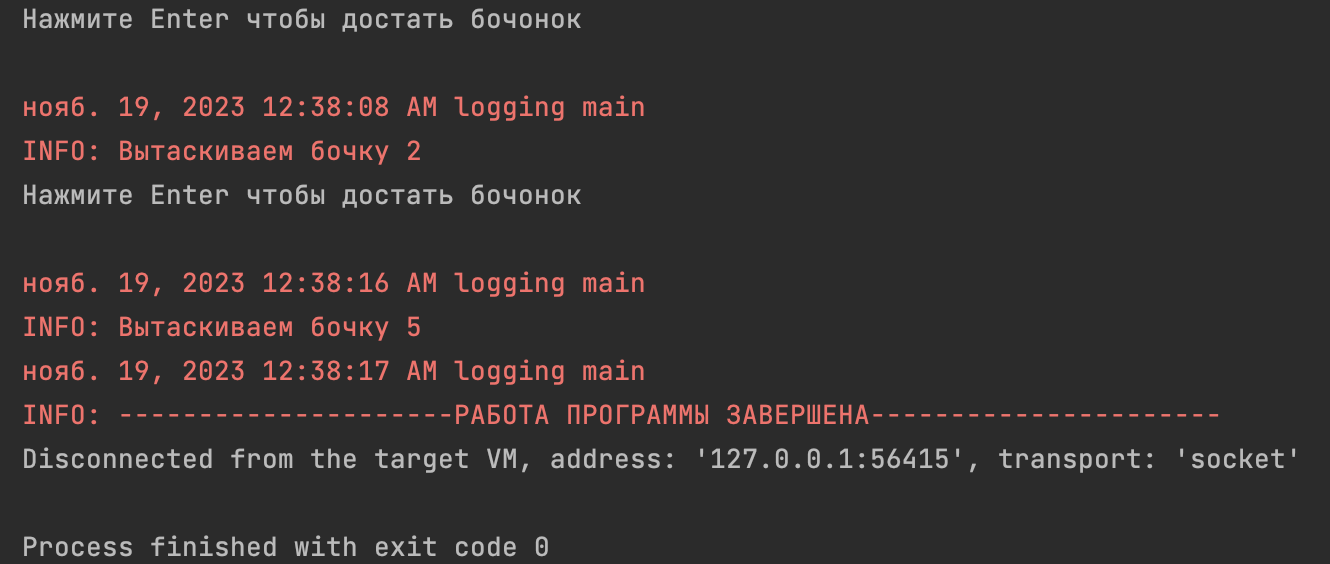 Нажмите Enter чтобы достать бочонок
нояб. 19, 2023 12:38:08 AM logging main
INFO: Вытаскиваем бочку 2
Нажмите Enter чтобы достать бочонок
нояб. 19, 2023 12:38:16 AM logging main
INFO: Вытаскиваем бочку 5
нояб. 19, 2023 12:38:17 AM logging main
INFO: ---------------------РАБОТА ПРОГРАММЫ ЗАВЕРШЕНА----------------------
Disconnected from the target VM, address: '127.0.0.1:56415', transport: 'socket'
Process finished with exit code 0